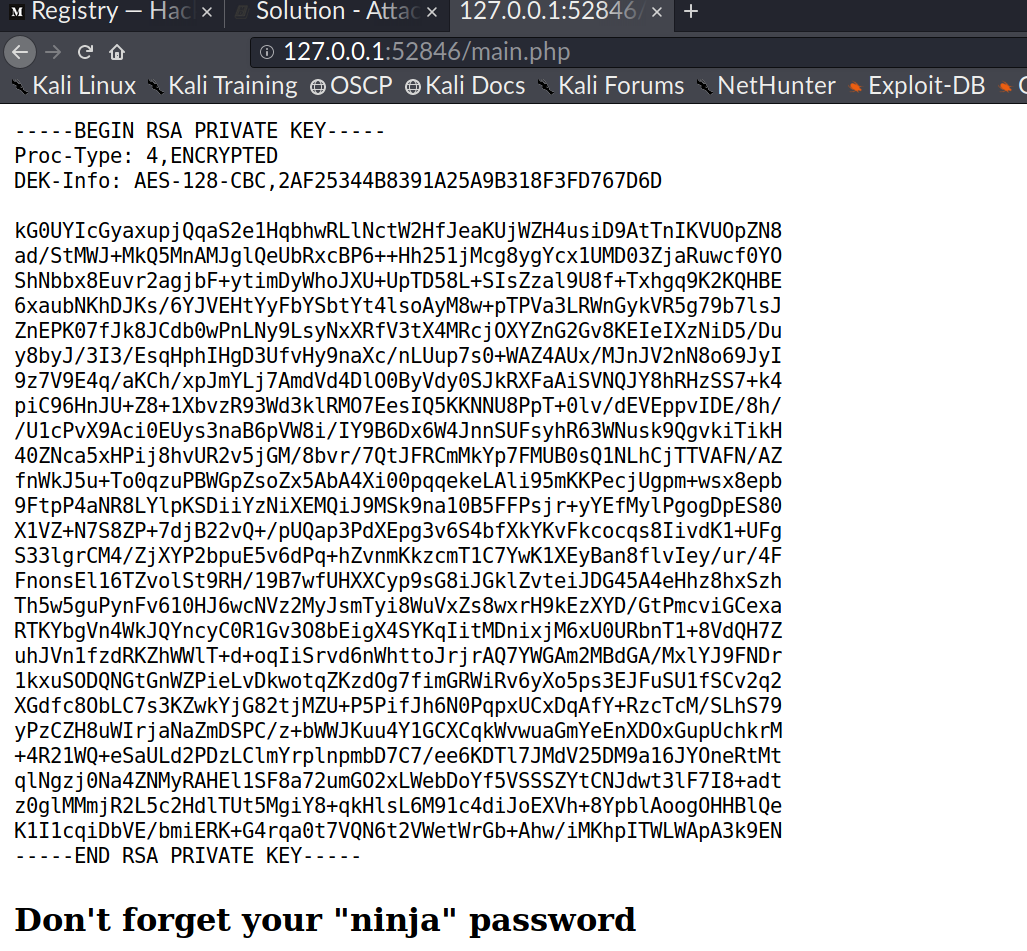 Registry — Hac
Solution - Attac
127.0.0.1:52846/
127.0.0.1:52846/main.php
Kali Linux Kali Training OSCP Kali Docs Kali Forums NetHunter Exploit-DB
-----BEGIN RSA PRIVATE KEY-----
Proc-Type: 4,ENCRYPTED
DEK-Info: AES-128-CBC,2AF25344B8391A25A9B318F3FD767D6D

kG0UYIcGyaxupjQqaS2e1HqbhwRLlNctW2HfJeaKUjWZH4usiD9AtTnIKVUOpZN8
ad/StMWJ+MkQ5MnAMJglQeUbRxcBP6++Hh251jMcg8ygYcx1UMD03ZjaRuwcf0YO
ShNbbx8Euvr2agjbF+ytimDyWhoJXU+UpTD58L+SIsZzal9U8f+Txhgq9K2KQHBE
6xaubNKhDJKs/6YJVEHtYyFbYSbtYt4lsoAyM8w+pTPVa3LRWnGykVR5g79b7lsJ
ZnEPK07fJk8JCdb0wPnLNy9LsyNxXRfV3tX4MRcjOXYZnG2Gv8KEIeIXzNiD5/Du
y8byJ/3I3/EsqHphIHgD3UfvHy9naXc/nLUup7s0+WAZ4AUx/MJnJV2nN8o69JyI
9z7V9E4q/aKCh/xpJmYLj7AmdVd4DlO0ByVdy0SJkRXFaAiSVNQJY8hRHzSS7+k4
piC96HnJU+Z8+1XbvzR93Wd3klRMO7EesIQ5KKNNU8PpT+0lv/dEVEppvIDE/8h/
/U1cPvX9Aci0EUys3naB6pVW8i/IY9B6Dx6W4JnnSUFsyhR63WNusk9QgvkiTikH
40ZNca5xHPij8hvUR2v5jGM/8bvr/7QtJFRCmMkYp7FMUB0sQ1NLhCjTTVAFN/AZ
fnWkJ5u+To0qzuPBWGpZsoZx5AbA4Xi00pqqekeLAli95mKKPecjUgpm+wsx8epb
9FtpP4aNR8LYlpKSDiiYzNiXEMQiJ9MSk9na10B5FFPsjr+yYEfMylPgogDpES80
X1VZ+N7S8ZP+7djB22vQ+/pUQap3PdXEpg3v6S4bfXkYKvFkcocqs8IivdK1+UFg
S33lgrCM4/ZjXYP2bpuE5v6dPq+hZvnmKkzcmT1C7YwK1XEyBan8flvIey/ur/4F
FnonsEl16TZvolSt9RH/19B7wfUHXXCyp9sG8iJGklZvteiJDG45A4eHhz8hxSzh
Th5w5guPynFv610HJ6wcNVz2MyJsmTyi8WuVxZs8wxrH9kEzXYD/GtPmcviGCexa
RTKYbgVn4WkJQYncyC0R1Gv3O8bEigX4SYKqIitMDnixjM6xU0URbnT1+8VdQH7Z
uhJVn1fzdRKZhWWlT+d+oqIiSrvd6nWhttoJrjrAQ7YWGAm2MBdGA/MxlYJ9FNDr
1kxuSODQNGtGnWZPieLvDkwotqZKzdOg7fimGRWiRv6yXo5ps3EJFuSU1fSCv2q2
XGdfc8ObLC7s3KZwkYjG82tjMZU+P5PifJh6N0PqpxUCxDqAfY+RzcTcM/SLhS79
yPzCZH8uWIrjaNaZmDSPC/z+bWWJKuu4Y1GCXCqkWvwuaGmYeEnXDOxGupUchkrM
+4R21WQ+eSaULd2PDzLClmYrplnpmbD7C7/ee6KDTl7JMdV25DM9a16JYOneRtMt
qlNgzj0Na4ZNMyRAHEl1SF8a72umGO2xLWebDoYf5VSSSZYtCNJdwt3lF7I8+adt
z0glMMmjR2L5c2HdlTUt5MgiY8+qkHlsL6M91c4diJoEXVh+8YpblAoogOHHBlQe
K1I1cqiDbVE/bmiERK+G4rqa0t7VQN6t2VWetWrGb+Ahw/iMKhpITWLWApA3k9EN
-----END RSA PRIVATE KEY-----

Don't forget your "ninja" password